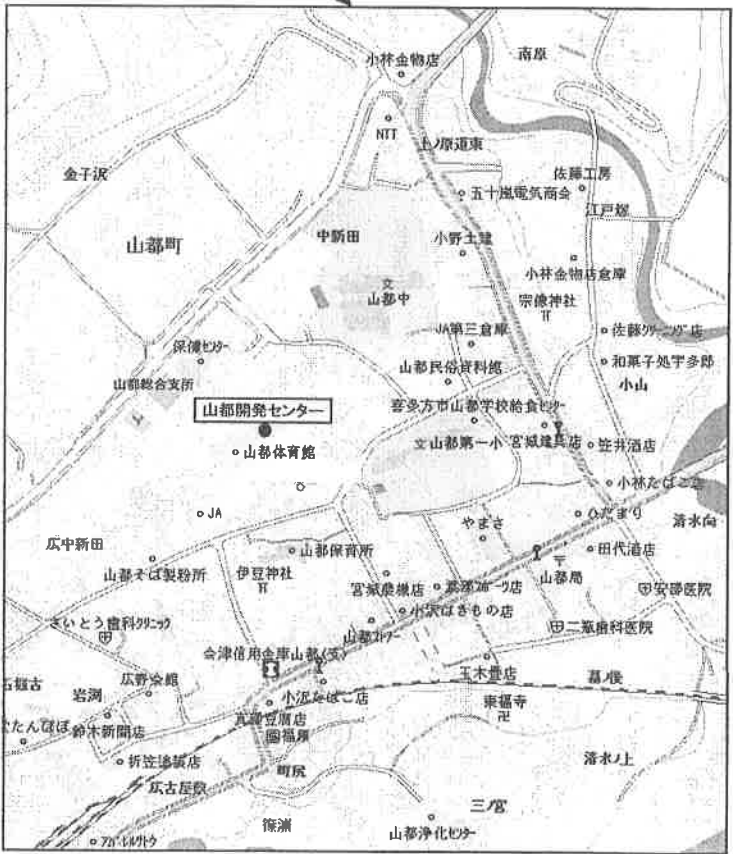 小林金物店
南原
NTT
上ノ原道東
金子沢
佐藤工房
五十嵐電気商会
江戸塚
中新田
小野土建
山都町
小林金物店倉庫
文
山都中
宗像神社
JA第三倉庫
佐藤クリーニング店
保健センター
山都民俗資料館
和菓子処宇多郎
小山
山都総合支所
山都開発センター
喜多方市山都学校給食センター
文山都第一小
宮城建具店
笠井酒店
山都体育館
小林たばこ店
JA
やまさ
ひだまり
清水向
広中新田
山都保育所
田代酒店
山都そば製粉所
伊豆神社
宮城農機店
山都局
安部医院
小沢はきもの店
さいとう歯科クリニック
山都ストアー
二瓶歯科医院
会津信用金庫山都(支)
玉木畳店
墓ノ後
広野会館
岩渕
小沢たばこ店
東福寺
鈴木新聞店
真部豆腐店
折笠塗装店
町尻
清水ノ上
広古屋敷
三ノ宮
山都浄化センター